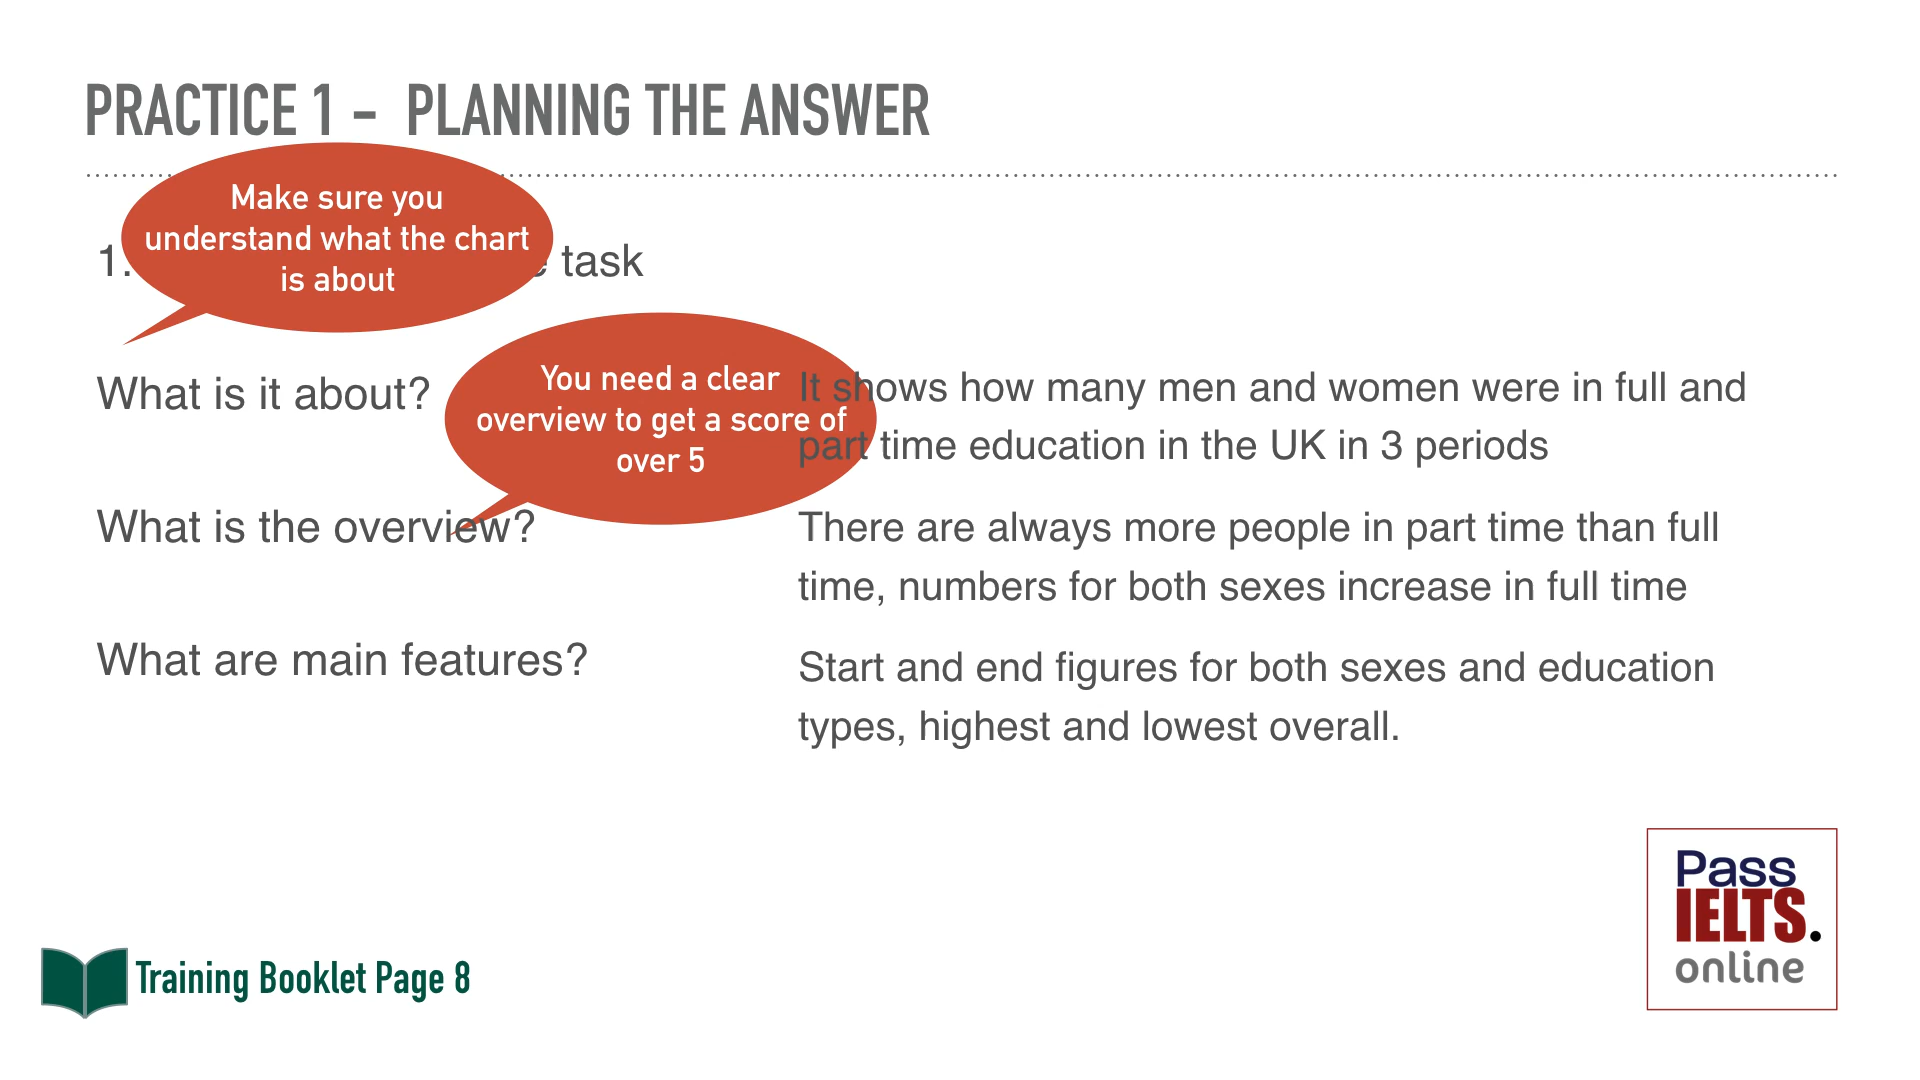 PRACTICE 1 - PLANNING THE ANSWER
Make sure you
understand what the chart
is about
1. task
You need a clear
overview to get a score of
over 5
What is it about?
It shows how many men and women were in full and
part time education in the UK in 3 periods
What is the overview?
There are always more people in part time than full
time, numbers for both sexes increase in full time
What are main features?
Start and end figures for both sexes and education
types, highest and lowest overall.
Training Booklet Page 8
Pass
IELTS.
online